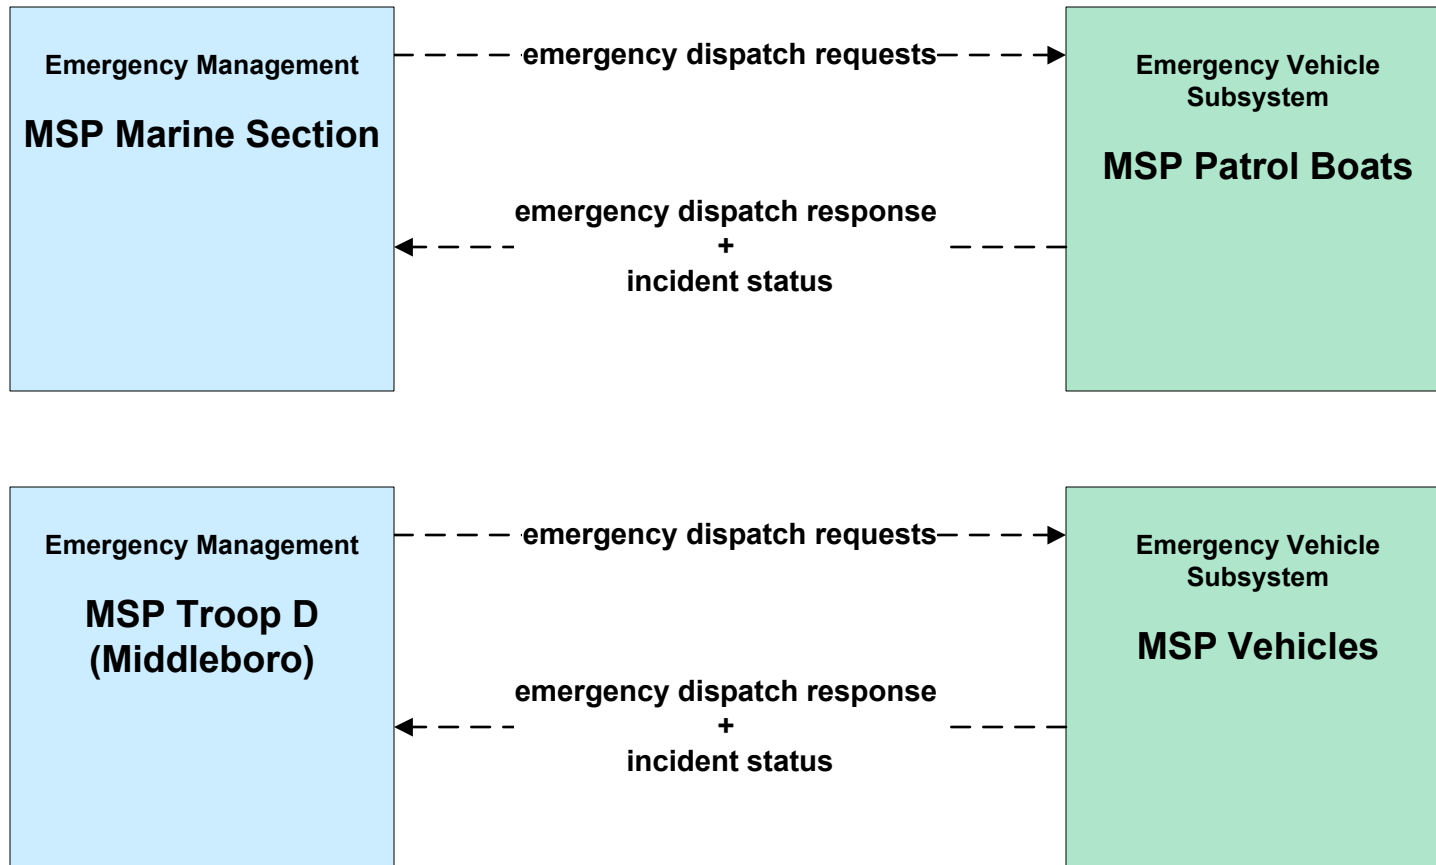 Emergency Management
MSP Marine Section
emergency dispatch requests
Emergency Vehicle
Subsystem
MSP Patrol Boats
emergency dispatch response
+
incident status
Emergency Management
MSP Troop D
(Middleboro)
emergency dispatch requests
Emergency Vehicle
Subsystem
MSP Vehicles
emergency dispatch response
+
incident status